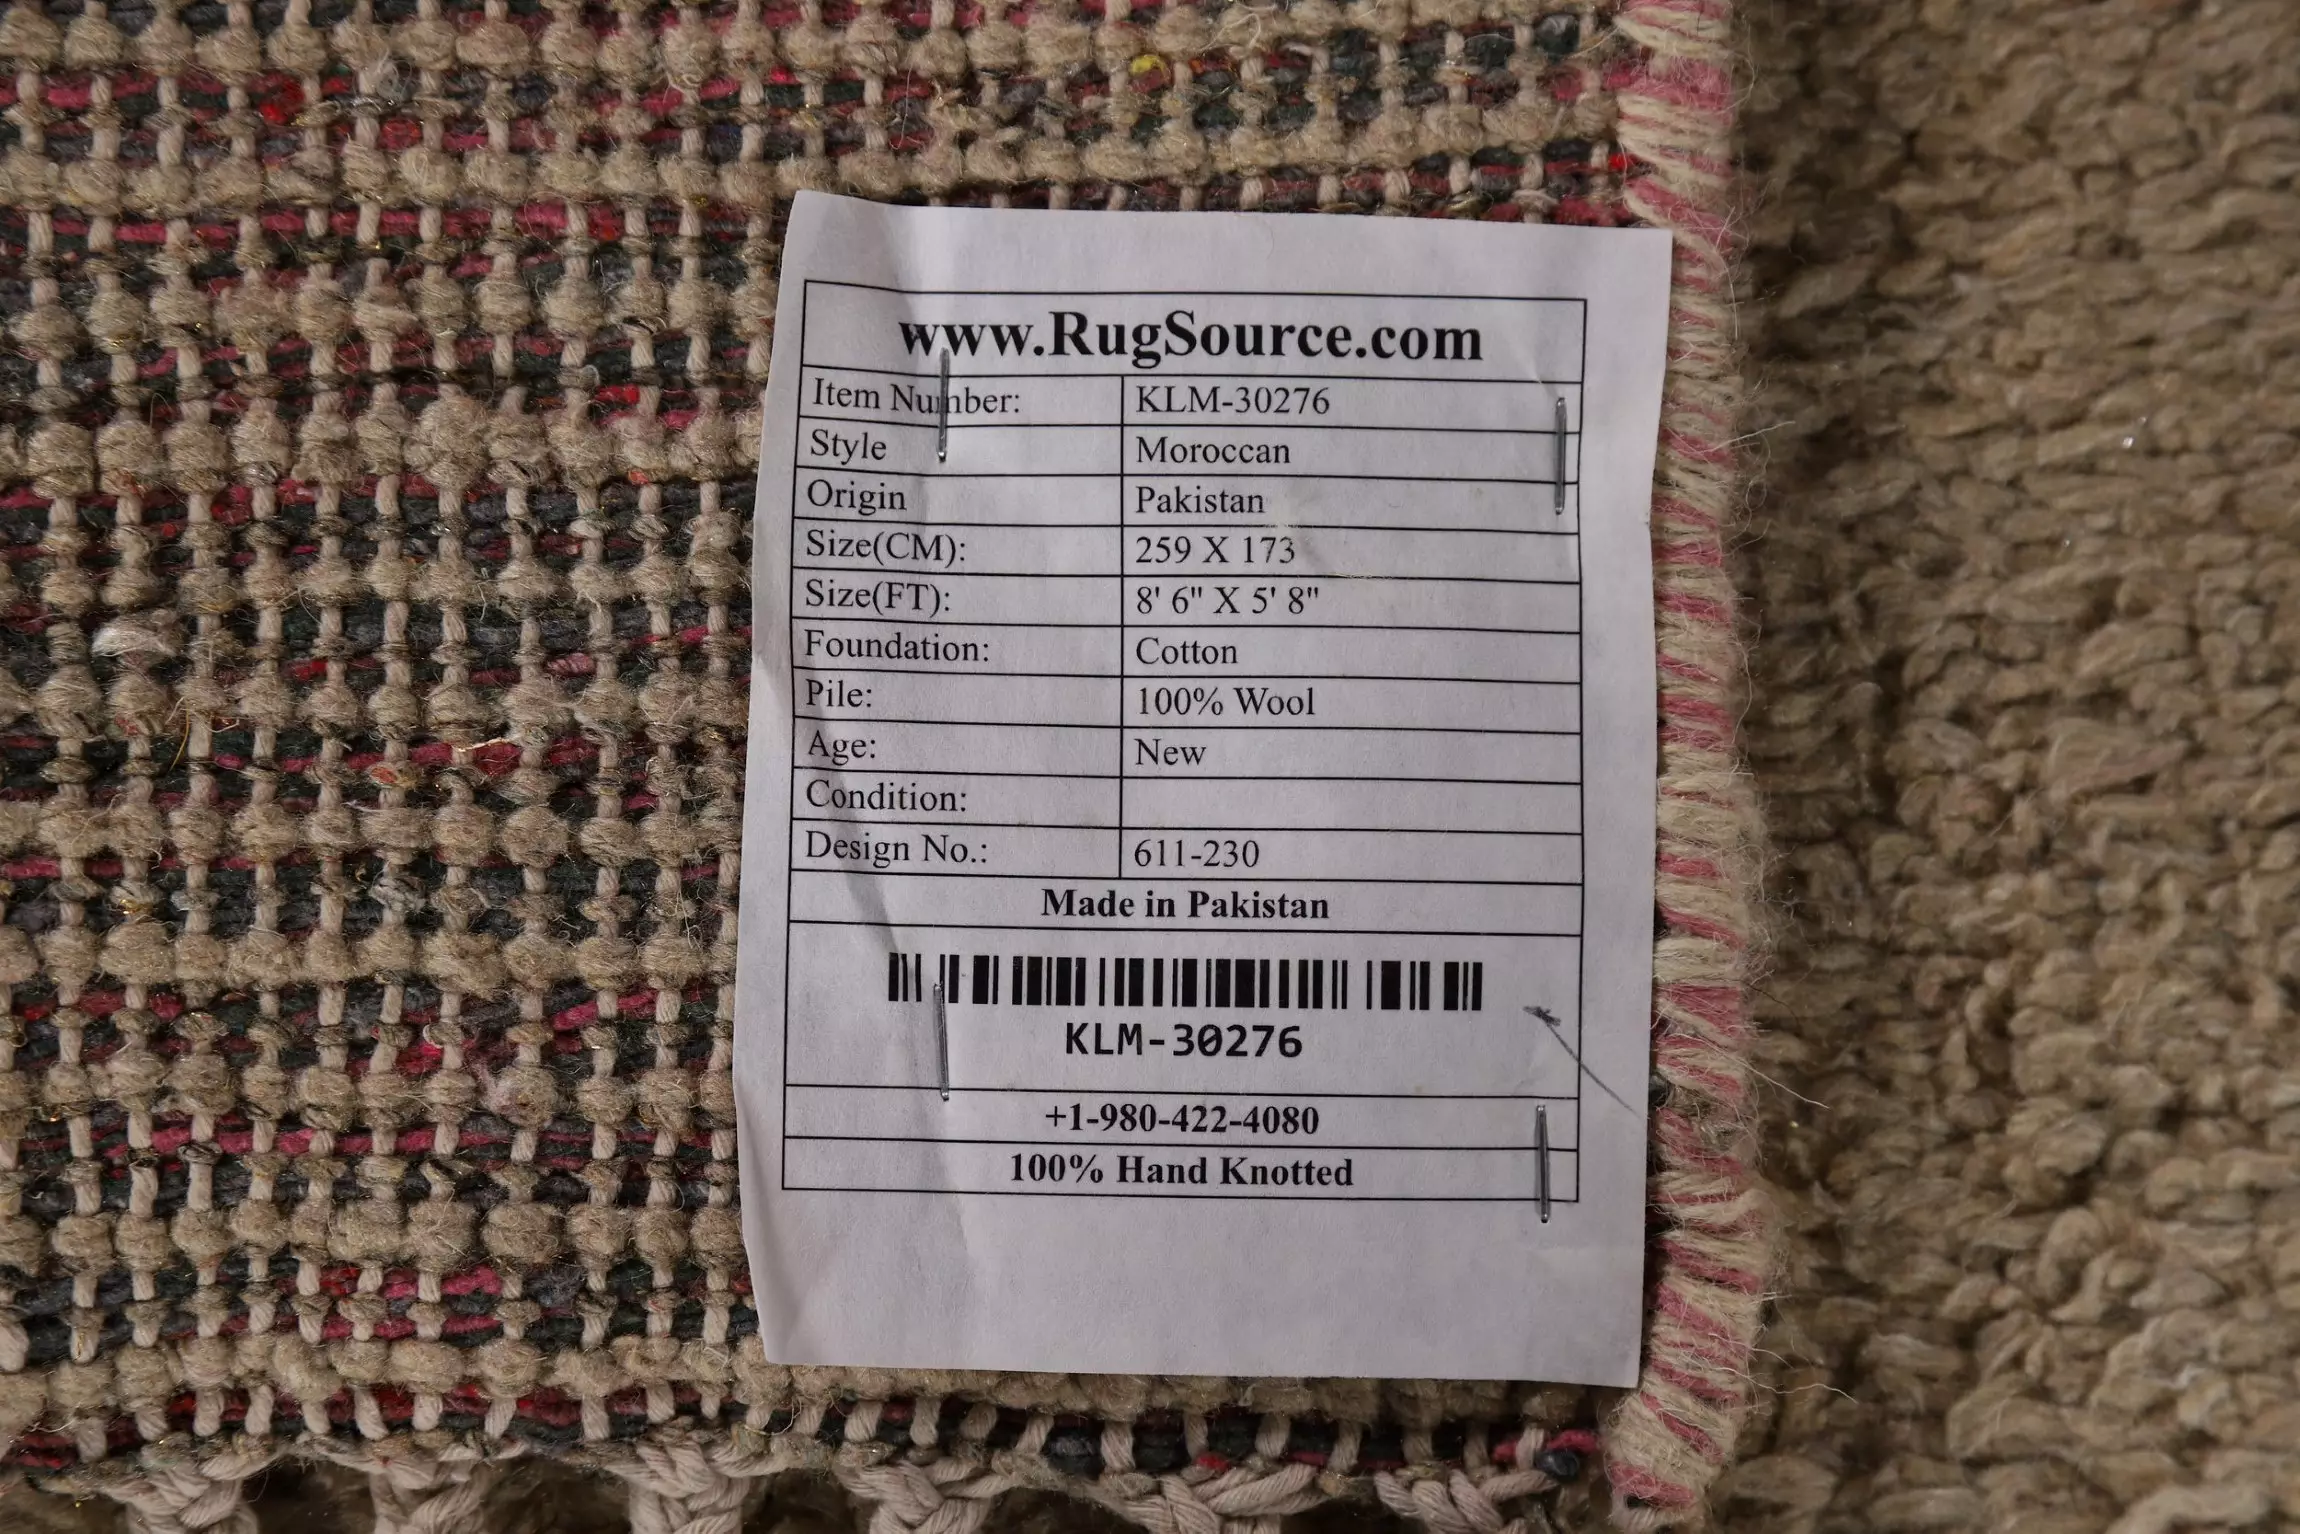 www.RugSource.com
Item Number: KLM-30276
Style Moroccan
Origin Pakistan
Size(CM): 259 X 173
Size(FT): 8' 6" X 5' 8"
Foundation: Cotton
Pile: 100% Wool
Age: New
Condition:
Design No.: 611-230
Made in Pakistan
KLM-30276
+1-980-422-4080
100% Hand Knotted